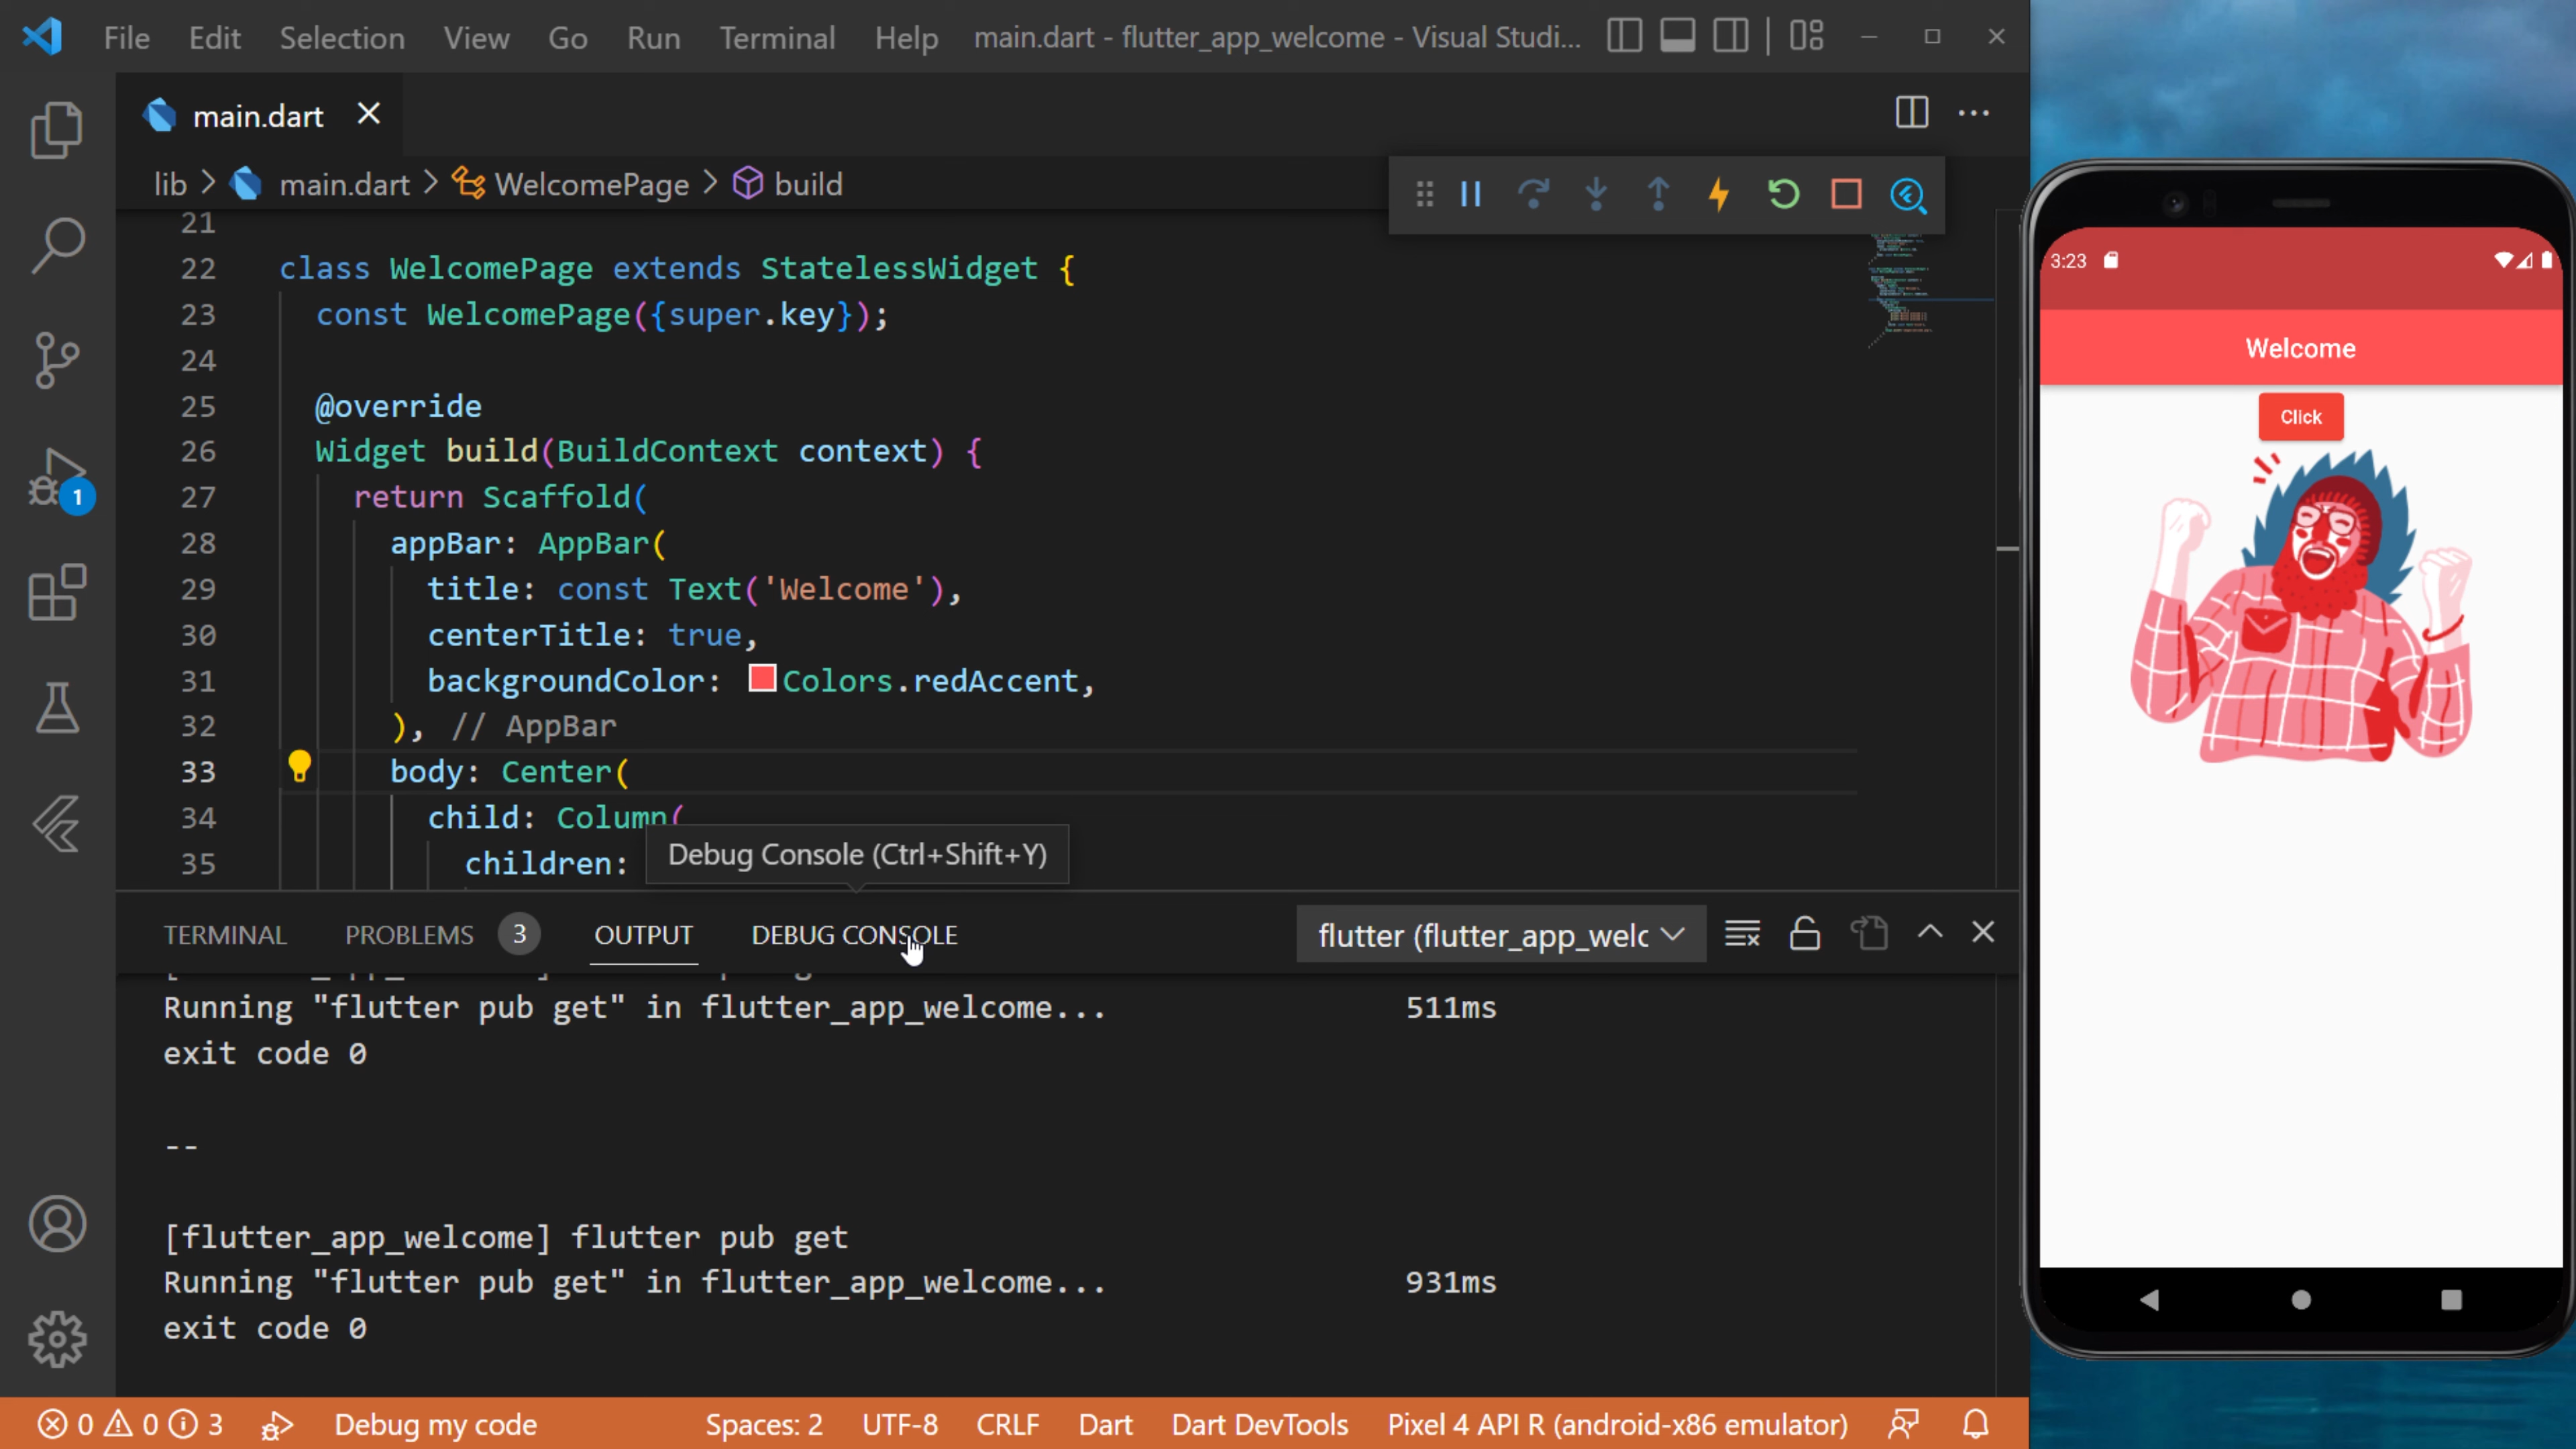 File Edit Selection View Go Run Terminal Help main.dart - flutter_app_welcome - Visual Studi...
main.dart
lib > main.dart > WelcomePage > build
21
22 class WelcomePage extends StatelessWidget {
23 const WelcomePage({super.key});
24
25 @override
26 Widget build(BuildContext context) {
27 return Scaffold(
28 appBar: AppBar(
29 title: const Text('Welcome'),
30 centerTitle: true,
31 backgroundColor: Colors.redAccent,
32 ), // AppBar
33 body: Center(
34 child: Column(
35 children:
Debug Console (Ctrl+Shift+Y)
TERMINAL PROBLEMS 3 OUTPUT DEBUG CONSOLE flutter (flutter_app_welc
Running "flutter pub get" in flutter_app_welcome... 511ms
exit code 0
--
[flutter_app_welcome] flutter pub get
Running "flutter pub get" in flutter_app_welcome... 931ms
exit code 0
1
0 0 3 Debug my code Spaces: 2 UTF-8 CRLF Dart Dart DevTools Pixel 4 API R (android-x86 emulator)
3:23
Welcome
Click